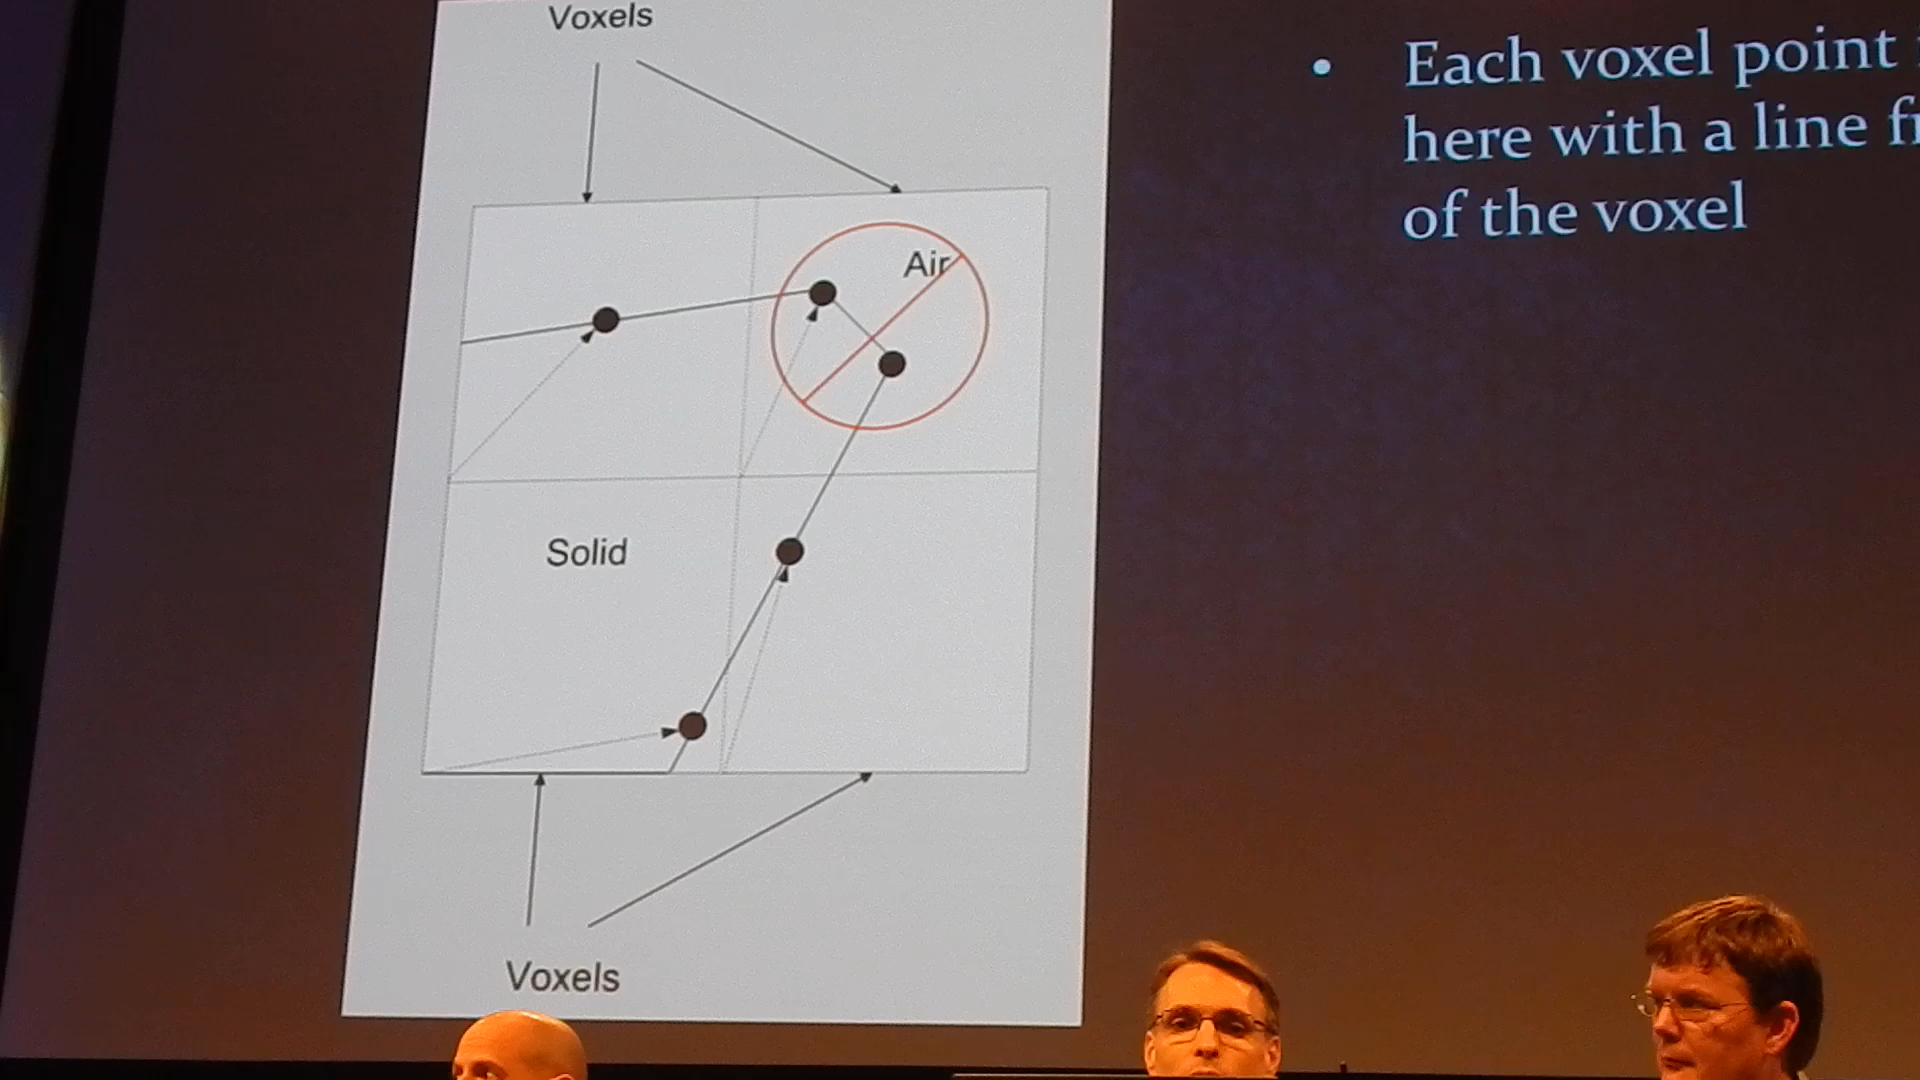 Voxels
Air
Solid
Voxels
• Each voxel point
here with a line
of the voxel